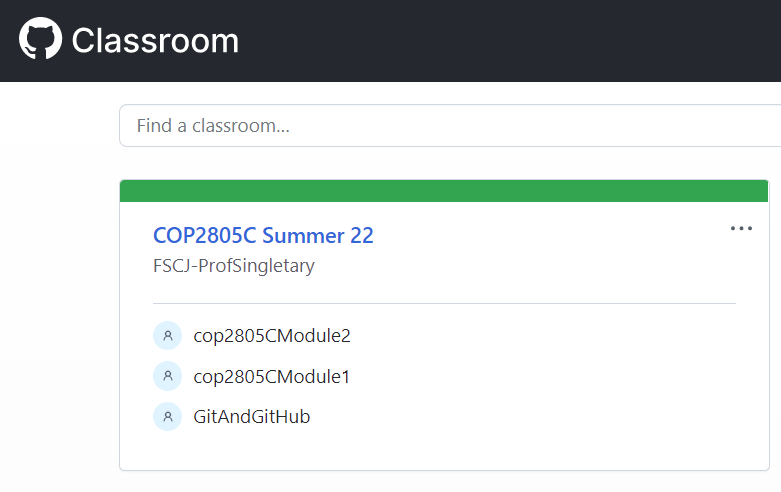 Classroom
Find a classroom...
COP2805C Summer 22
FSCJ-ProfSingletary
cop2805CModule2
cop2805CModule1
GitAndGitHub